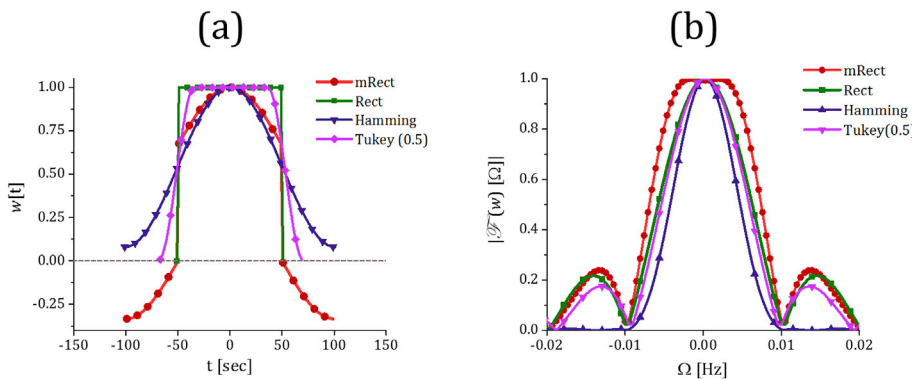 (a)
w[t]
1.00
0.75
0.50
0.25
0.00
-0.25
-150
-100
-50
0
50
100
150
t [sec]
mRect
Rect
Hamming
Tukey (0.5)
(b)
|ℱ(w) [Ω]|
1.0
0.8
0.6
0.4
0.2
0.0
-0.02
-0.01
0.00
0.01
0.02
Ω [Hz]
mRect
Rect
Hamming
Tukey(0.5)